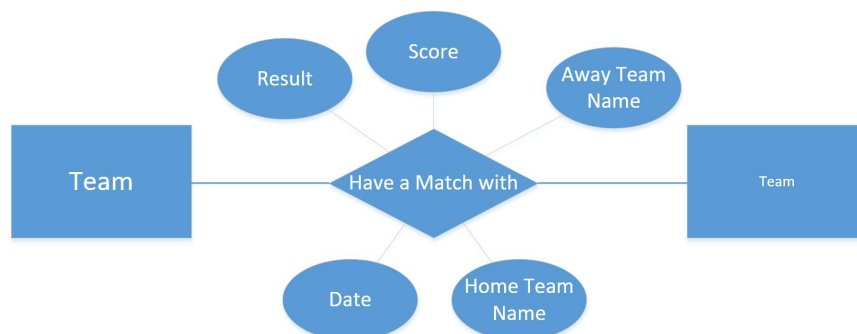 Score
Result
Away Team
Name
Team
Have a Match with
Team
Date
Home Team
Name